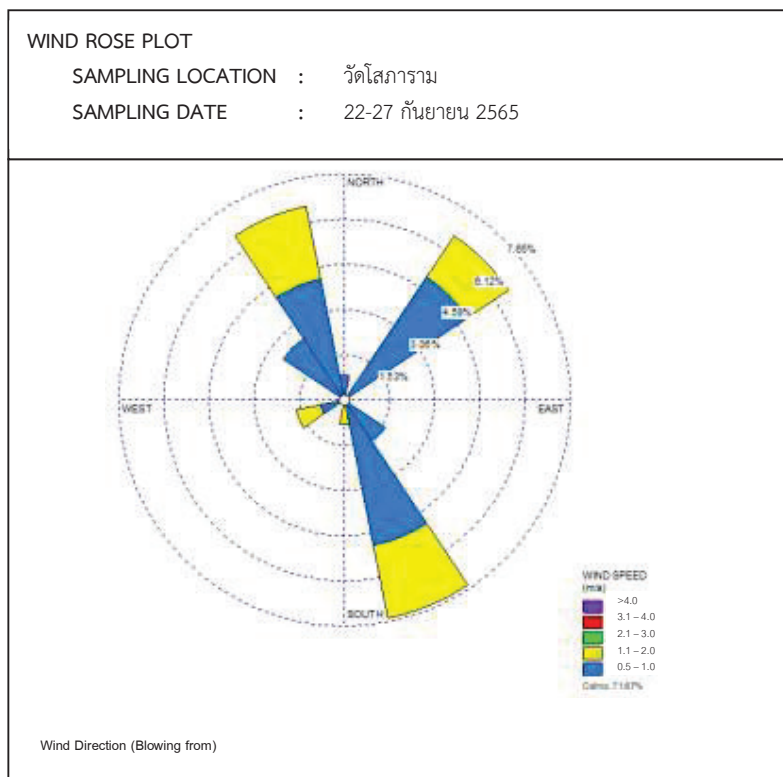 WIND ROSE PLOT
SAMPLING LOCATION : วัดโสภาราม
SAMPLING DATE : 22-27 กันยายน 2565
NORTH
7.65%
6.12%
4.59%
3.06%
1.53%
WEST
EAST
SOUTH
WIND SPEED
(m/s)
>4.0
3.1 – 4.0
2.1 – 3.0
1.1 – 2.0
0.5 – 1.0
Calms: 71.67%
Wind Direction (Blowing from)